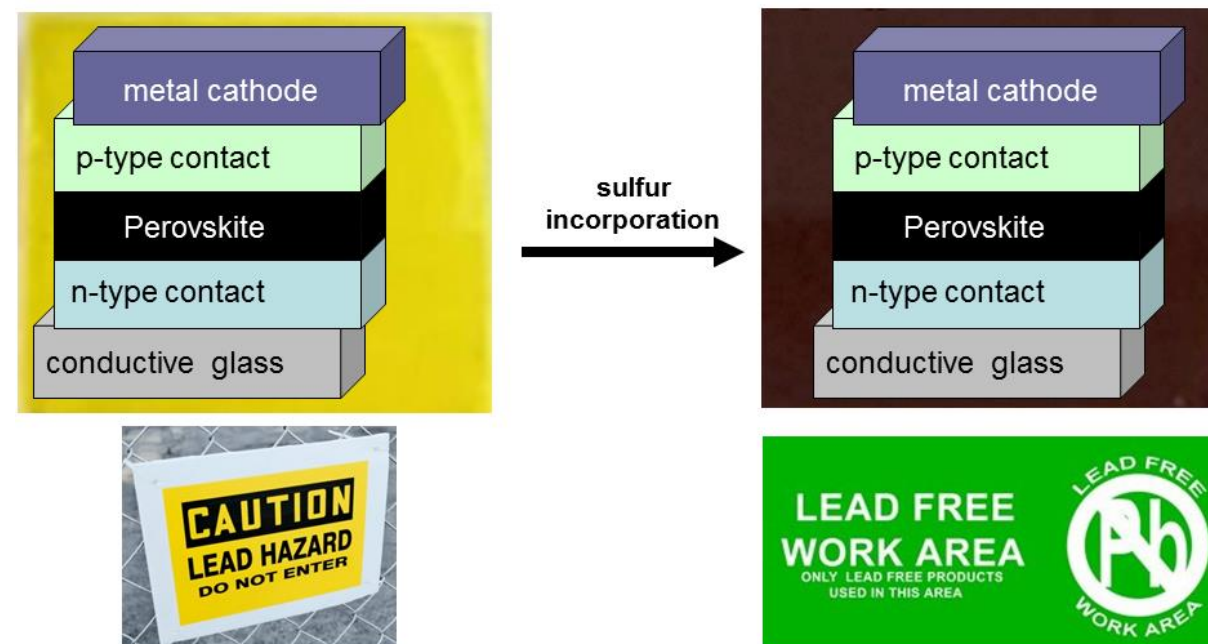 metal cathode
p-type contact
Perovskite
n-type contact
conductive glass
sulfur
incorporation
metal cathode
p-type contact
Perovskite
n-type contact
conductive glass
CAUTION
LEAD HAZARD
DO NOT ENTER
LEAD FREE
WORK AREA
ONLY LEAD FREE PRODUCTS
USED IN THIS AREA
LEAD FREE
Pb
WORK AREA